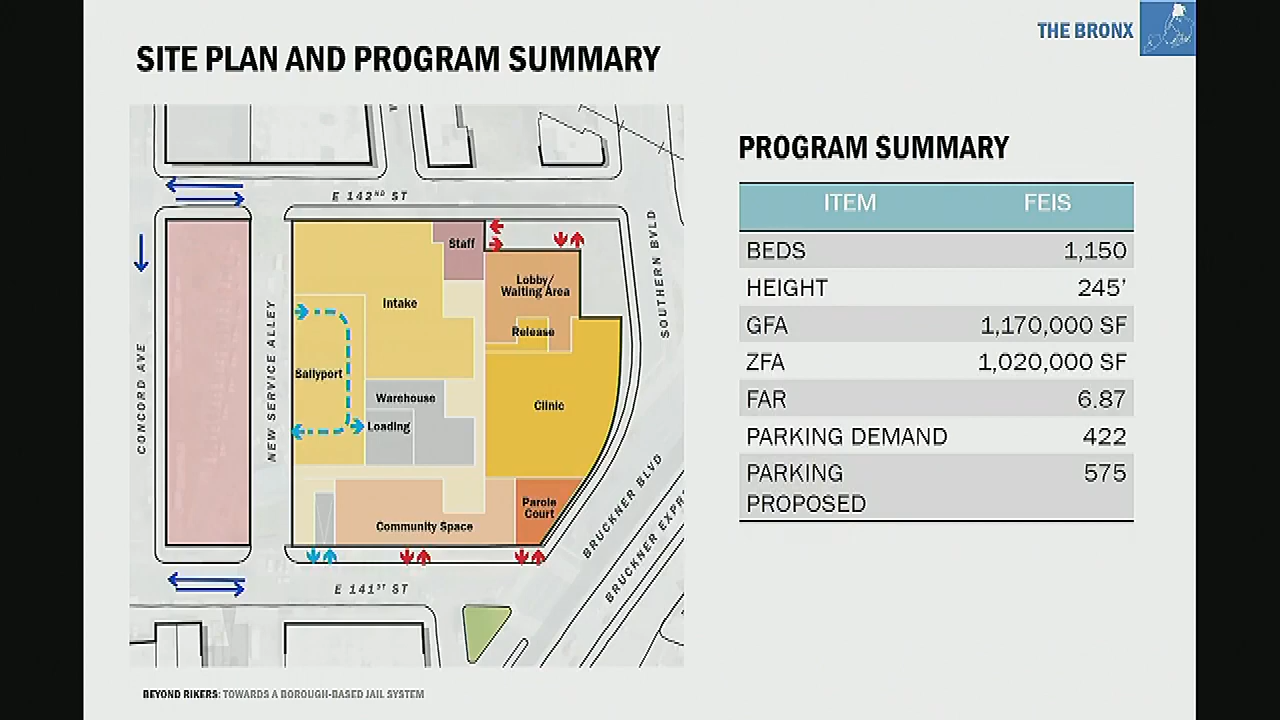 THE BRONX
SITE PLAN AND PROGRAM SUMMARY
E 142ND ST
Staff
Lobby/
Waiting Area
Intake
Release
Sallyport
Warehouse
Loading
Clinic
Community Space
Parole
Court
CONCORD AVE
NEW SERVICE ALLEY
SOUTHERN BVLD
BRUCKNER BLVD
BRUCKNER EXPR
E 141ST ST
PROGRAM SUMMARY
ITEM FEIS
BEDS 1,150
HEIGHT 245'
GFA 1,170,000 SF
ZFA 1,020,000 SF
FAR 6.87
PARKING DEMAND 422
PARKING 575
PROPOSED
BEYOND RIKERS: TOWARDS A BOROUGH-BASED JAIL SYSTEM